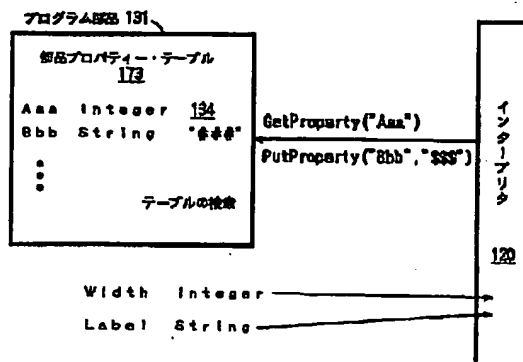 プログラム部品 131
部品プロパティー・テーブル
173
Aaa Integer 134
Bbb String "###"
テーブルの検索
GetProparty("Aaa")
PutProparty("Bbb","$$$")
インタープリタ
120
Width Integer
Label String